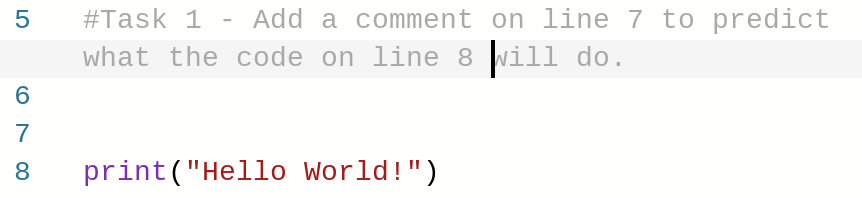 5 #Task 1 - Add a comment on line 7 to predict
what the code on line 8 will do.
6
7
8 print("Hello World!")